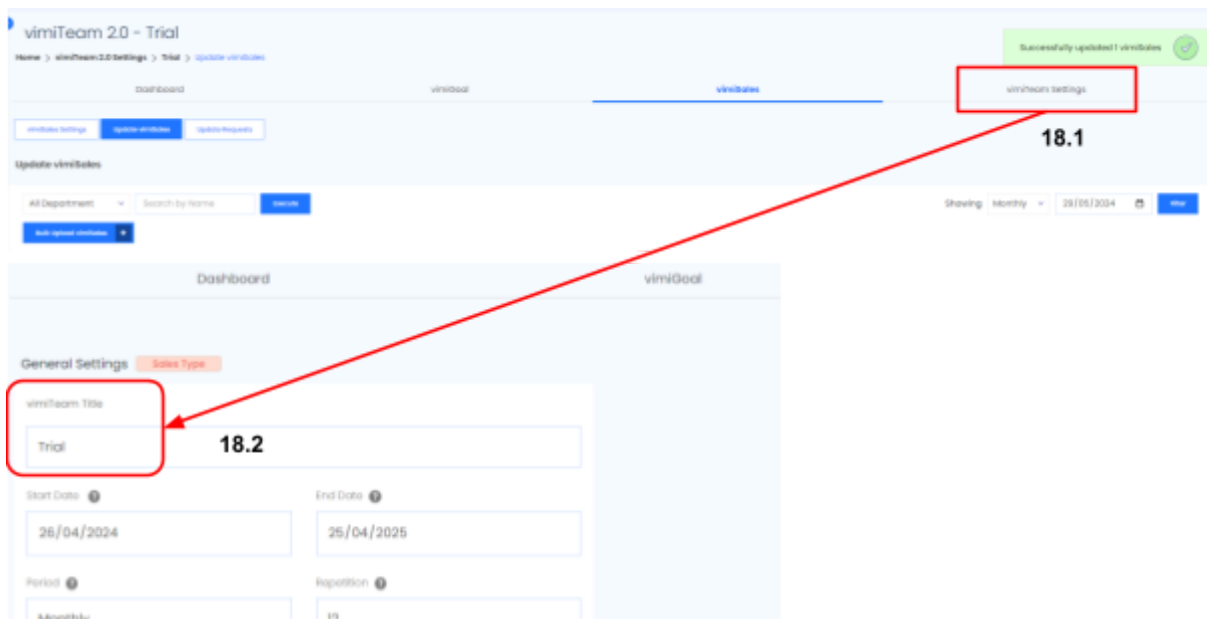 vimiTeam 2.0 - Trial
Home > vimiTeam 2.0 Settings > Trial > Update vimiSales
Successfully updated 1 vimiSales
Dashboard vimiGoal vimiSales vimiTeam Settings
vimiSales Settings Update vimiSales Update Requests
18.1
Update vimiSales
All Department Search by Name Execute Showing Monthly 29/05/2024 Filter
Bulk Upload vimiSales +
Dashboard vimiGoal
General Settings Sales Type
vimiTeam Title
Trial 18.2
Start Date ? End Date ?
26/04/2024 25/04/2025
Period ? Repetition ?
Monthly 12